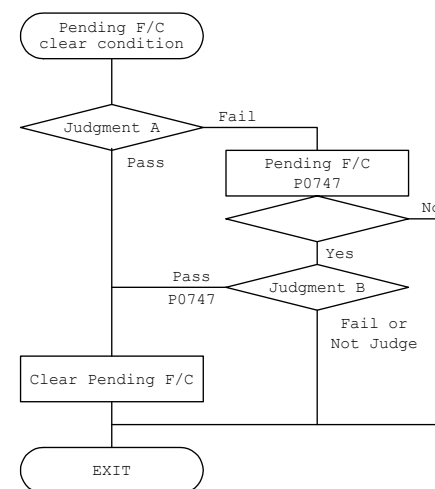 Pending F/C
clear condition
Judgment A
Fail
Pass
Pending F/C
P0747
No
Yes
Pass
Judgment B
P0747
Fail or
Not Judge
Clear Pending F/C
EXIT